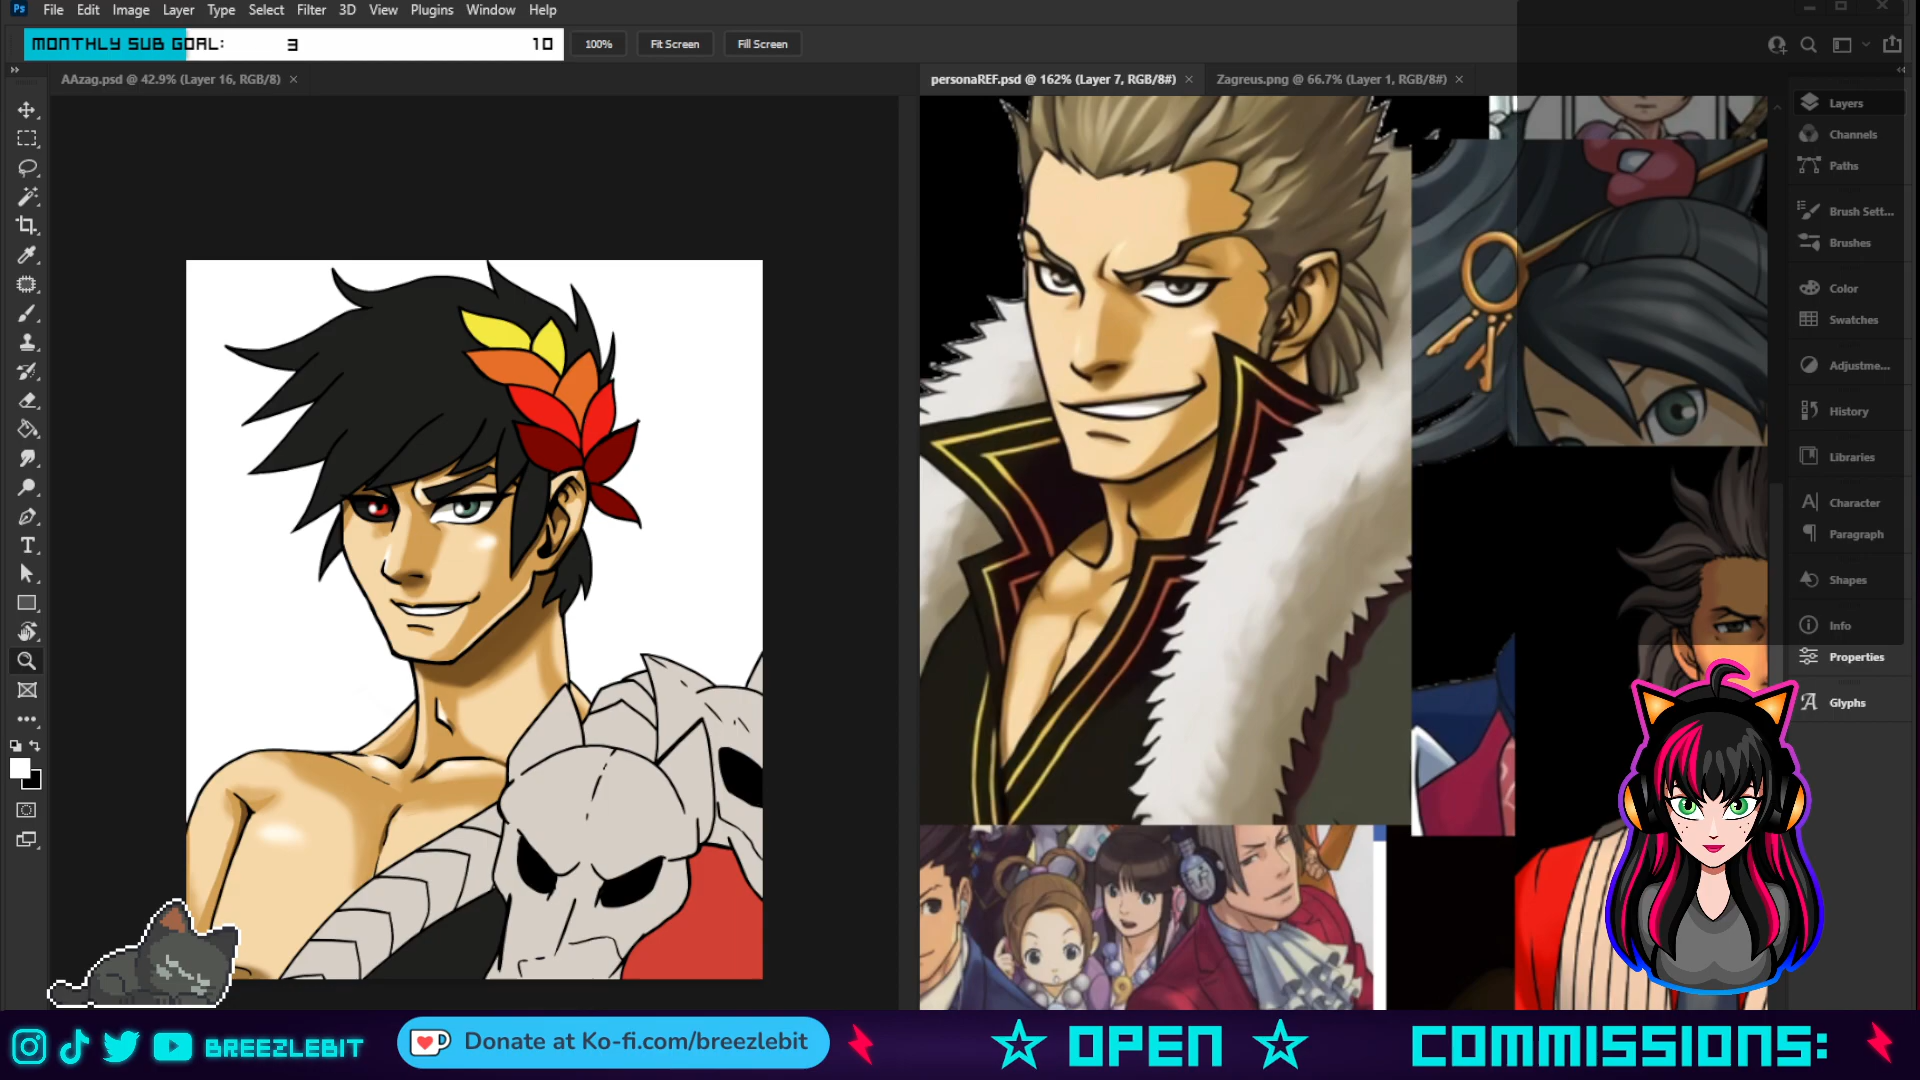 Ps File Edit Image Layer Type Select Filter 3D View Plugins Window Help
MONTHLY SUB GOAL: 3 10
100% Fit Screen Fill Screen
AAzag.psd @ 42.9% (Layer 16, RGB/8) ×
personaREF.psd @ 162% (Layer 7, RGB/8#) ×
Zagreus.png @ 66.7% (Layer 1, RGB/8#) ×
Layers
Channels
Paths
Brush Sett...
Brushes
Color
Swatches
Adjustme...
History
Libraries
Character
Paragraph
Shapes
Info
Properties
Glyphs
BREEZLEBIT
Donate at Ko-fi.com/breezlebit
OPEN
COMMISSIONS: